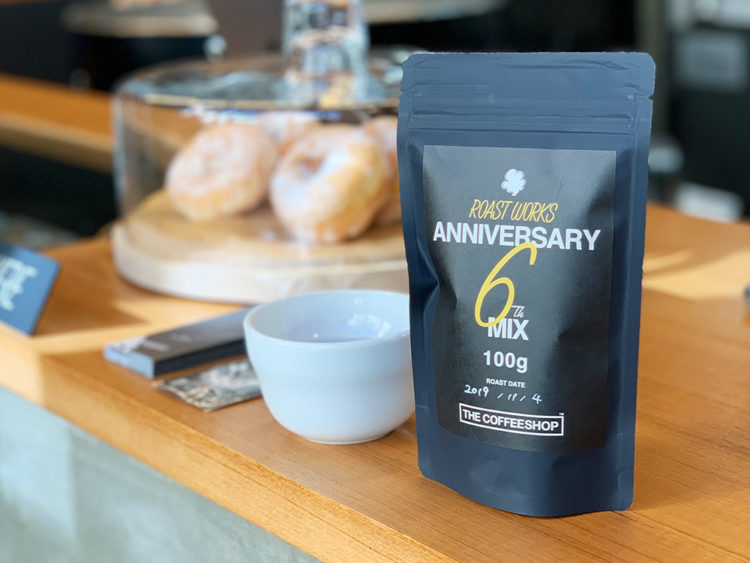 ROAST WORKS
ANNIVERSARY
6th
MIX
100g
ROAST DATE
2019 / 11 / 4
THE COFFEESHOP